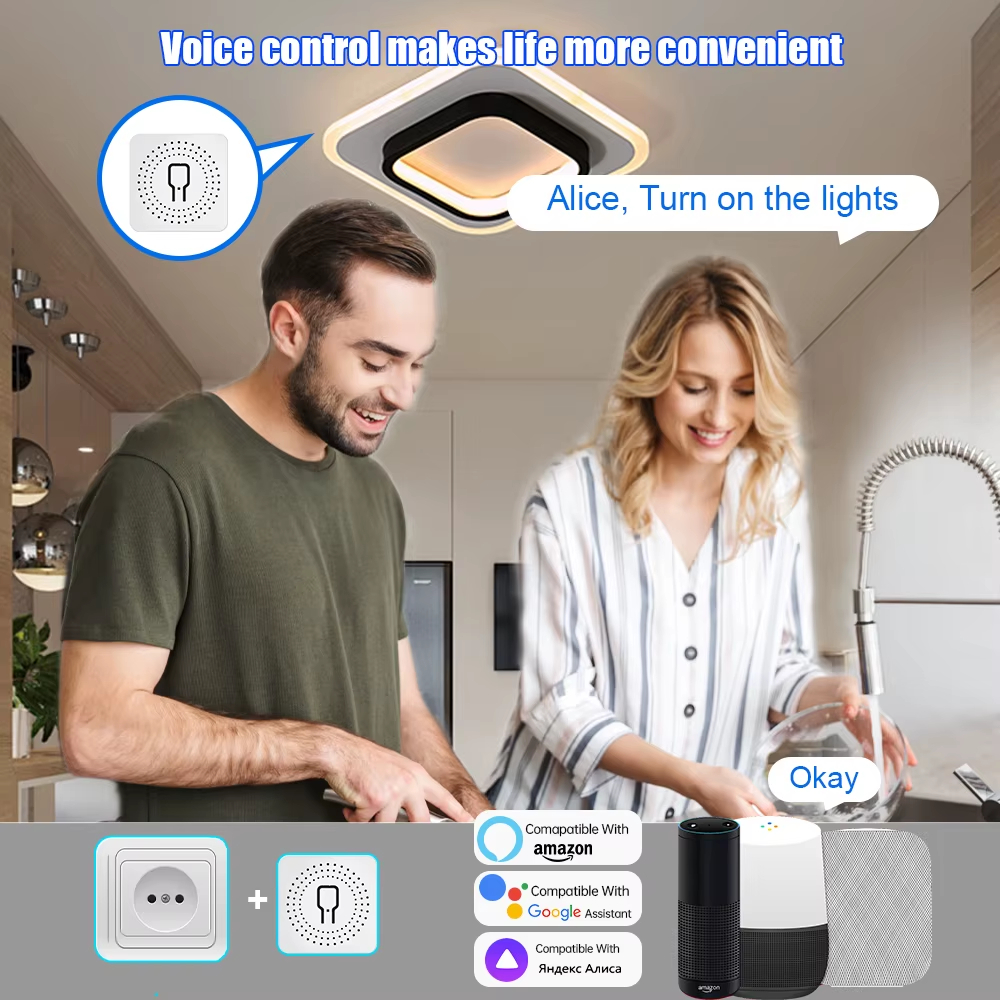 Voice control makes life more convenient
Alice, Turn on the lights
Okay
+
Comapatible With
amazon
Compatible With
Google Assistant
Compatible With
Яндекс Алиса
amazon